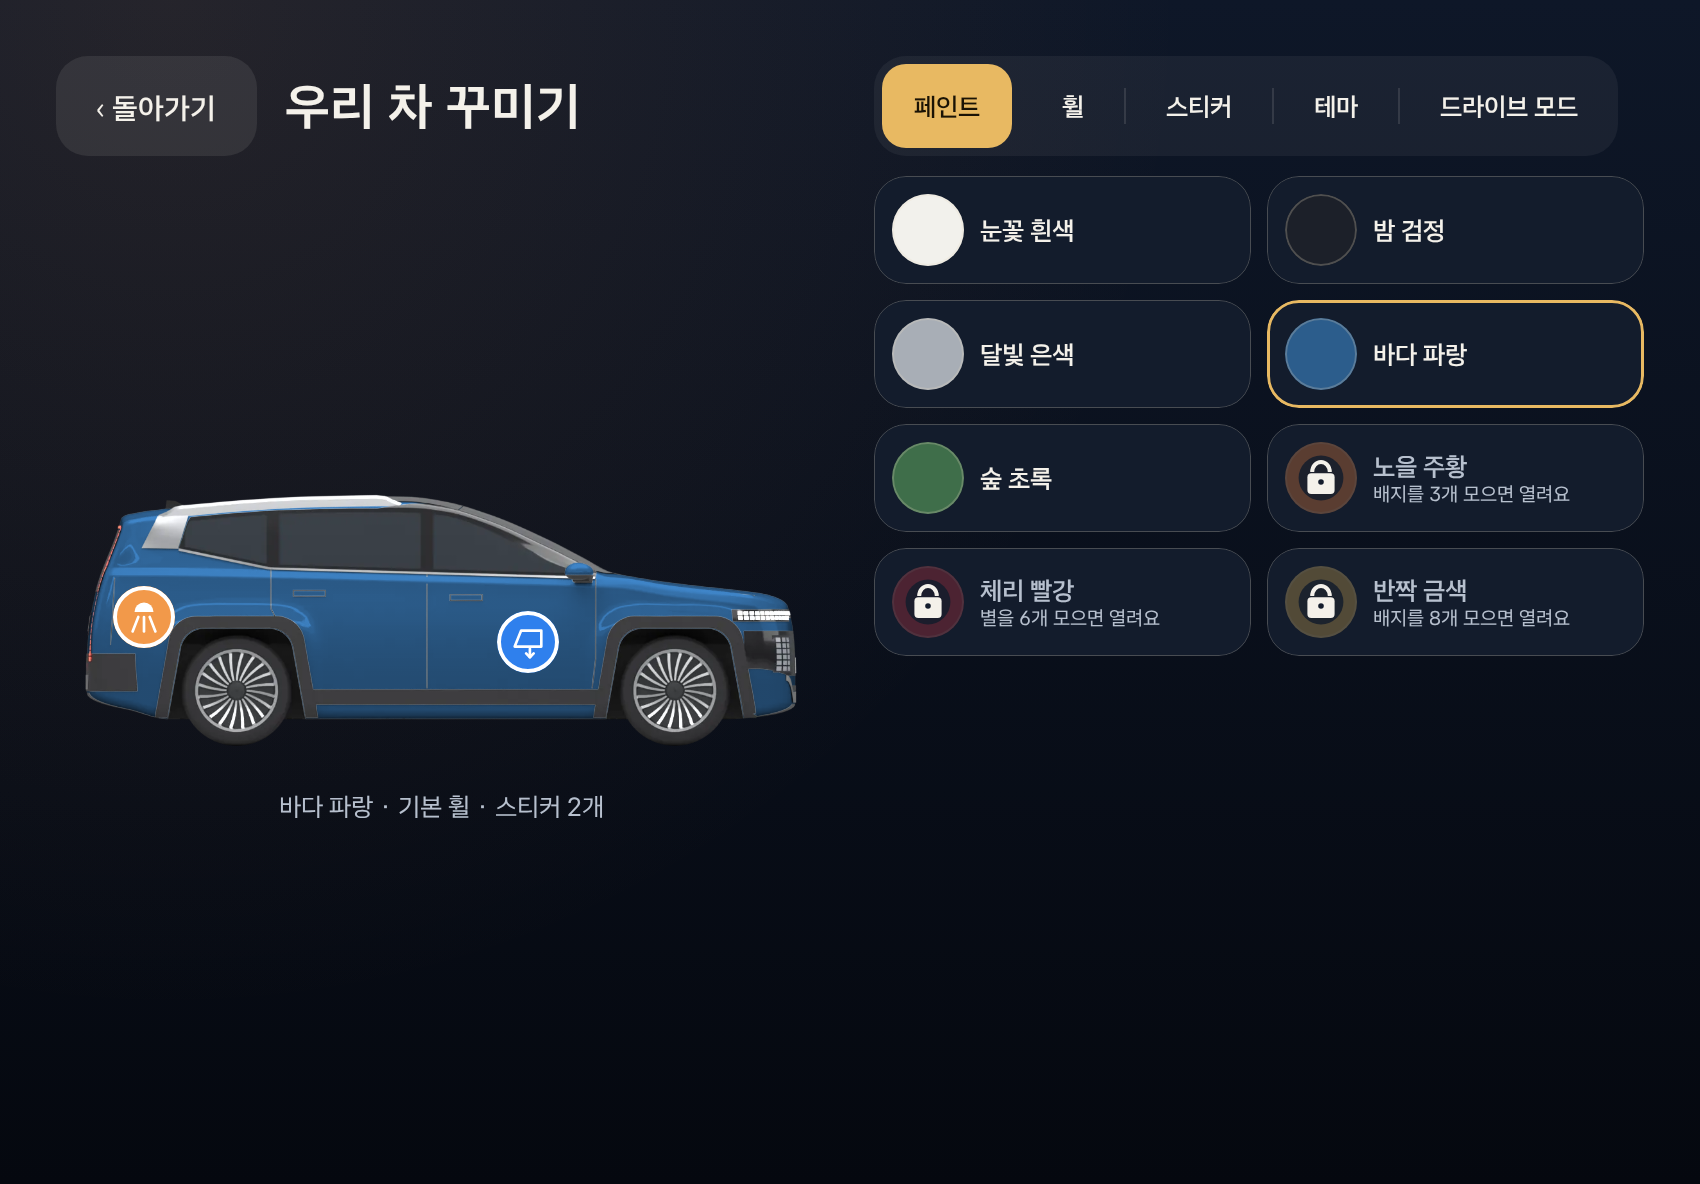 ‹ 돌아가기
우리 차 꾸미기
페인트
휠
스티커
테마
드라이브 모드
눈꽃 흰색
밤 검정
달빛 은색
바다 파랑
숲 초록
노을 주황
배지를 3개 모으면 열려요
체리 빨강
별을 6개 모으면 열려요
반짝 금색
배지를 8개 모으면 열려요
바다 파랑 · 기본 휠 · 스티커 2개